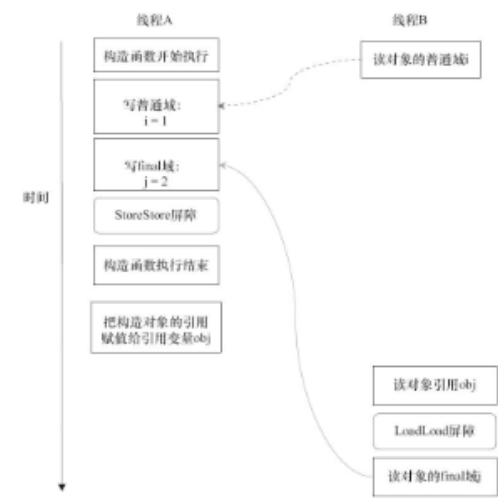 线程A
线程B
构造函数开始执行
读对象的普通域i
写普通域:
i = 1
写final域:
j = 2
时间
StoreStore屏障
构造函数执行结束
把构造对象的引用
赋值给引用变量obj
读对象引用obj
LoadLoad屏障
读对象的final域j